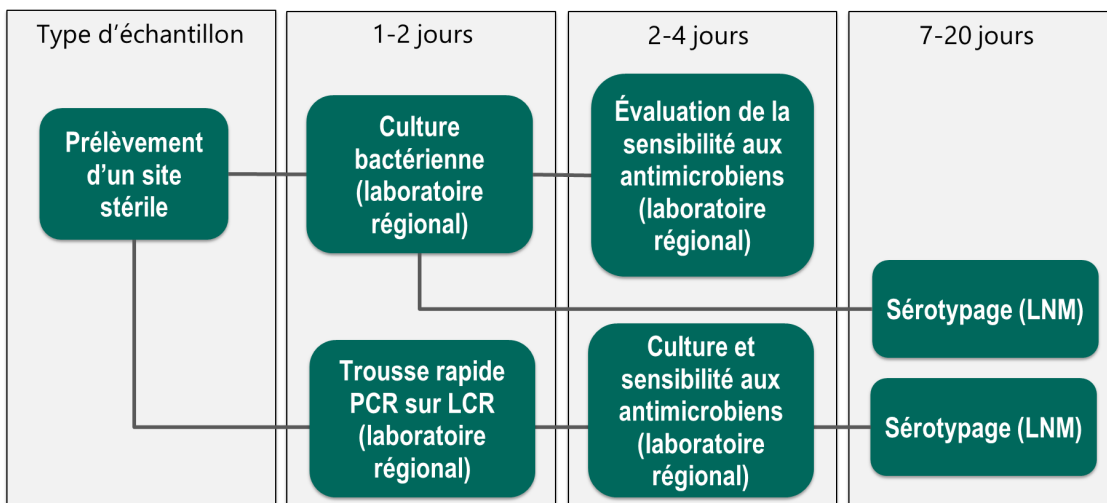 Type d'échantillon
1-2 jours
2-4 jours
7-20 jours
Prélèvement
d'un site
stérile
Culture
bactérienne
(laboratoire
régional)
Évaluation de la
sensibilité aux
antimicrobiens
(laboratoire
régional)
Sérotypage (LNM)
Trousse rapide
PCR sur LCR
(laboratoire
régional)
Culture et
sensibilité aux
antimicrobiens
(laboratoire
régional)
Sérotypage (LNM)